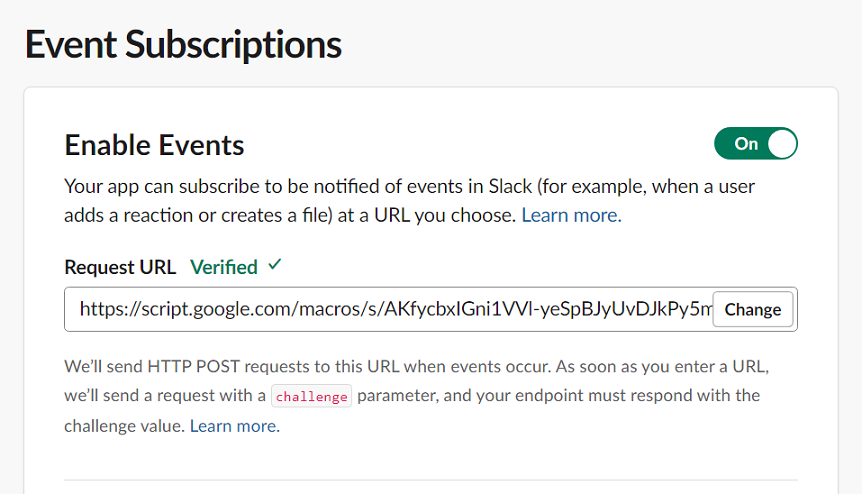 Event Subscriptions
Enable Events
On
Your app can subscribe to be notified of events in Slack (for example, when a user
adds a reaction or creates a file) at a URL you choose. Learn more.
Request URL Verified ✓
https://script.google.com/macros/s/AKfycbxIGni1VVl-yeSpBJyUvDJkPy5m Change
We’ll send HTTP POST requests to this URL when events occur. As soon as you enter a URL,
we’ll send a request with a challenge parameter, and your endpoint must respond with the
challenge value. Learn more.